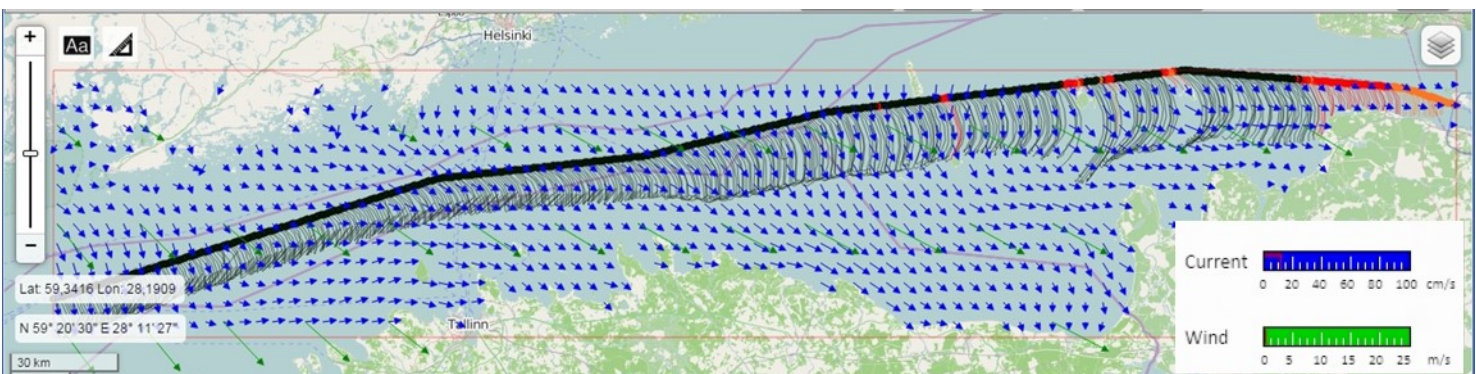 Helsinki
+
Aa
−
Lat: 59,3416 Lon: 28,1909
N 59° 20' 30" E 28° 11' 27"
Tallinn
30 km
Current
0 20 40 60 80 100 cm/s
Wind
0 5 10 15 20 25 m/s